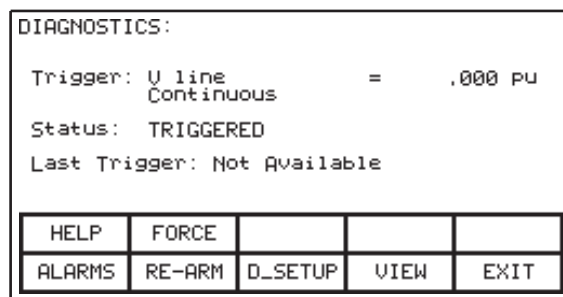 DIAGNOSTICS:
Trigger: V line = .000 pu
Continuous
Status: TRIGGERED
Last Trigger: Not Available
HELP FORCE
ALARMS RE-ARM D_SETUP VIEW EXIT